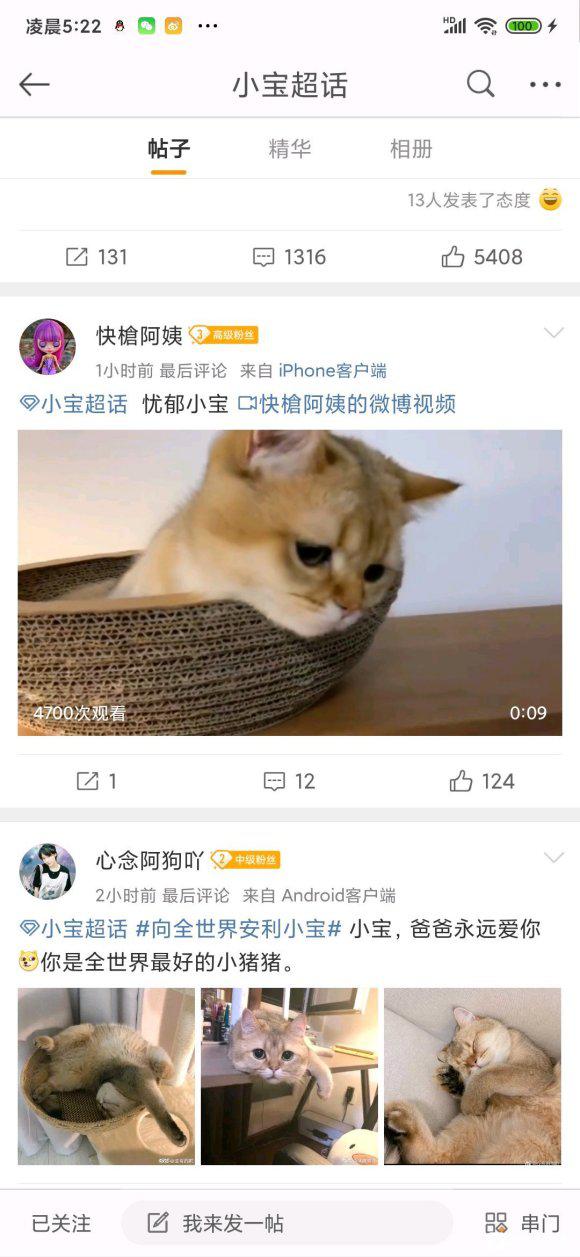 凌晨5:22
HD
100
小宝超话
帖子 精华 相册
13人发表了态度
131 1316 5408
快槍阿姨 3 高级粉丝
1小时前 最后评论 来自 iPhone客户端
小宝超话 忧郁小宝 快槍阿姨的微博视频
4700次观看 0:09
1 12 124
心念阿狗吖 2 中级粉丝
2小时前 最后评论 来自 Android客户端
小宝超话 #向全世界安利小宝# 小宝，爸爸永远爱你
你是全世界最好的小猪猪。
已关注 我来发一帖 串门